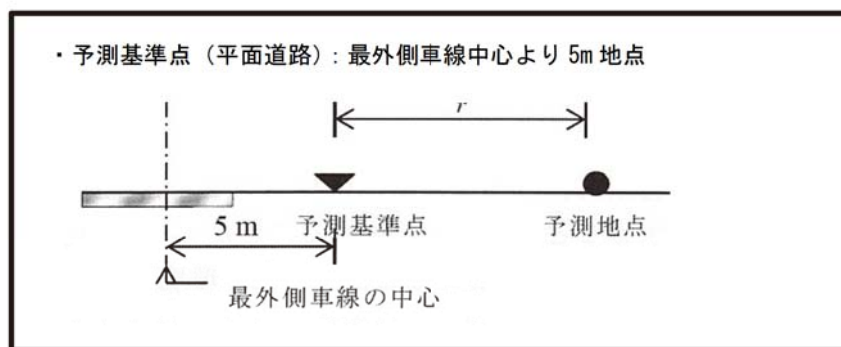 ・予測基準点（平面道路）：最外側車線中心より 5m 地点
r
5 m　予測基準点　予測地点
最外側車線の中心